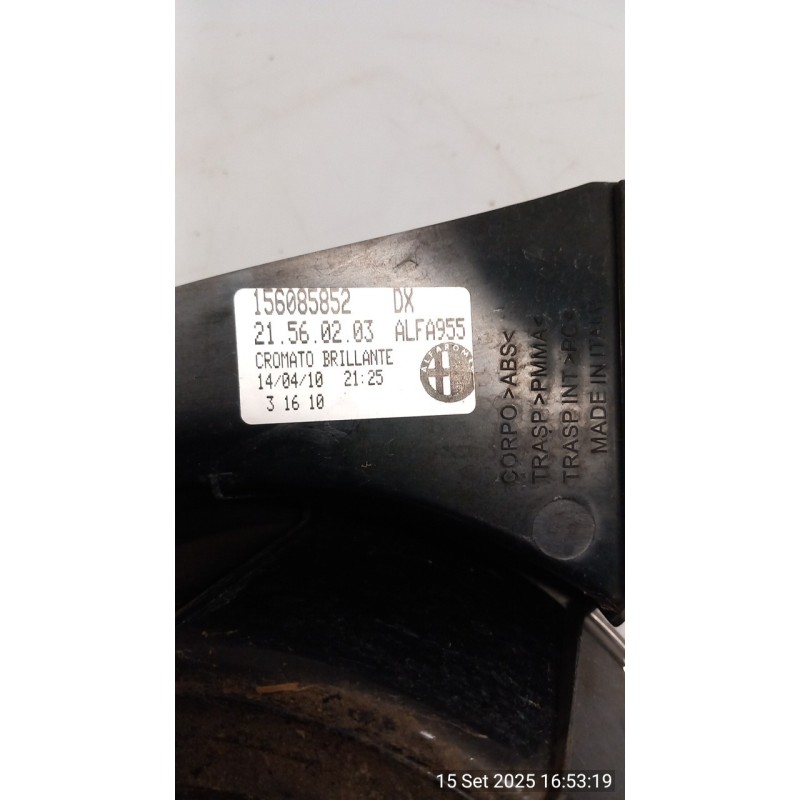 156085852 DX
21.56.02.03 ALFA955
CROMATO BRILLANTE
14/04/10 21:25
3 16 10
CORPO >ABS<
TRASP >PMMA<
TRASP INT >PC<
MADE IN ITALY
15 Set 2025 16:53:19